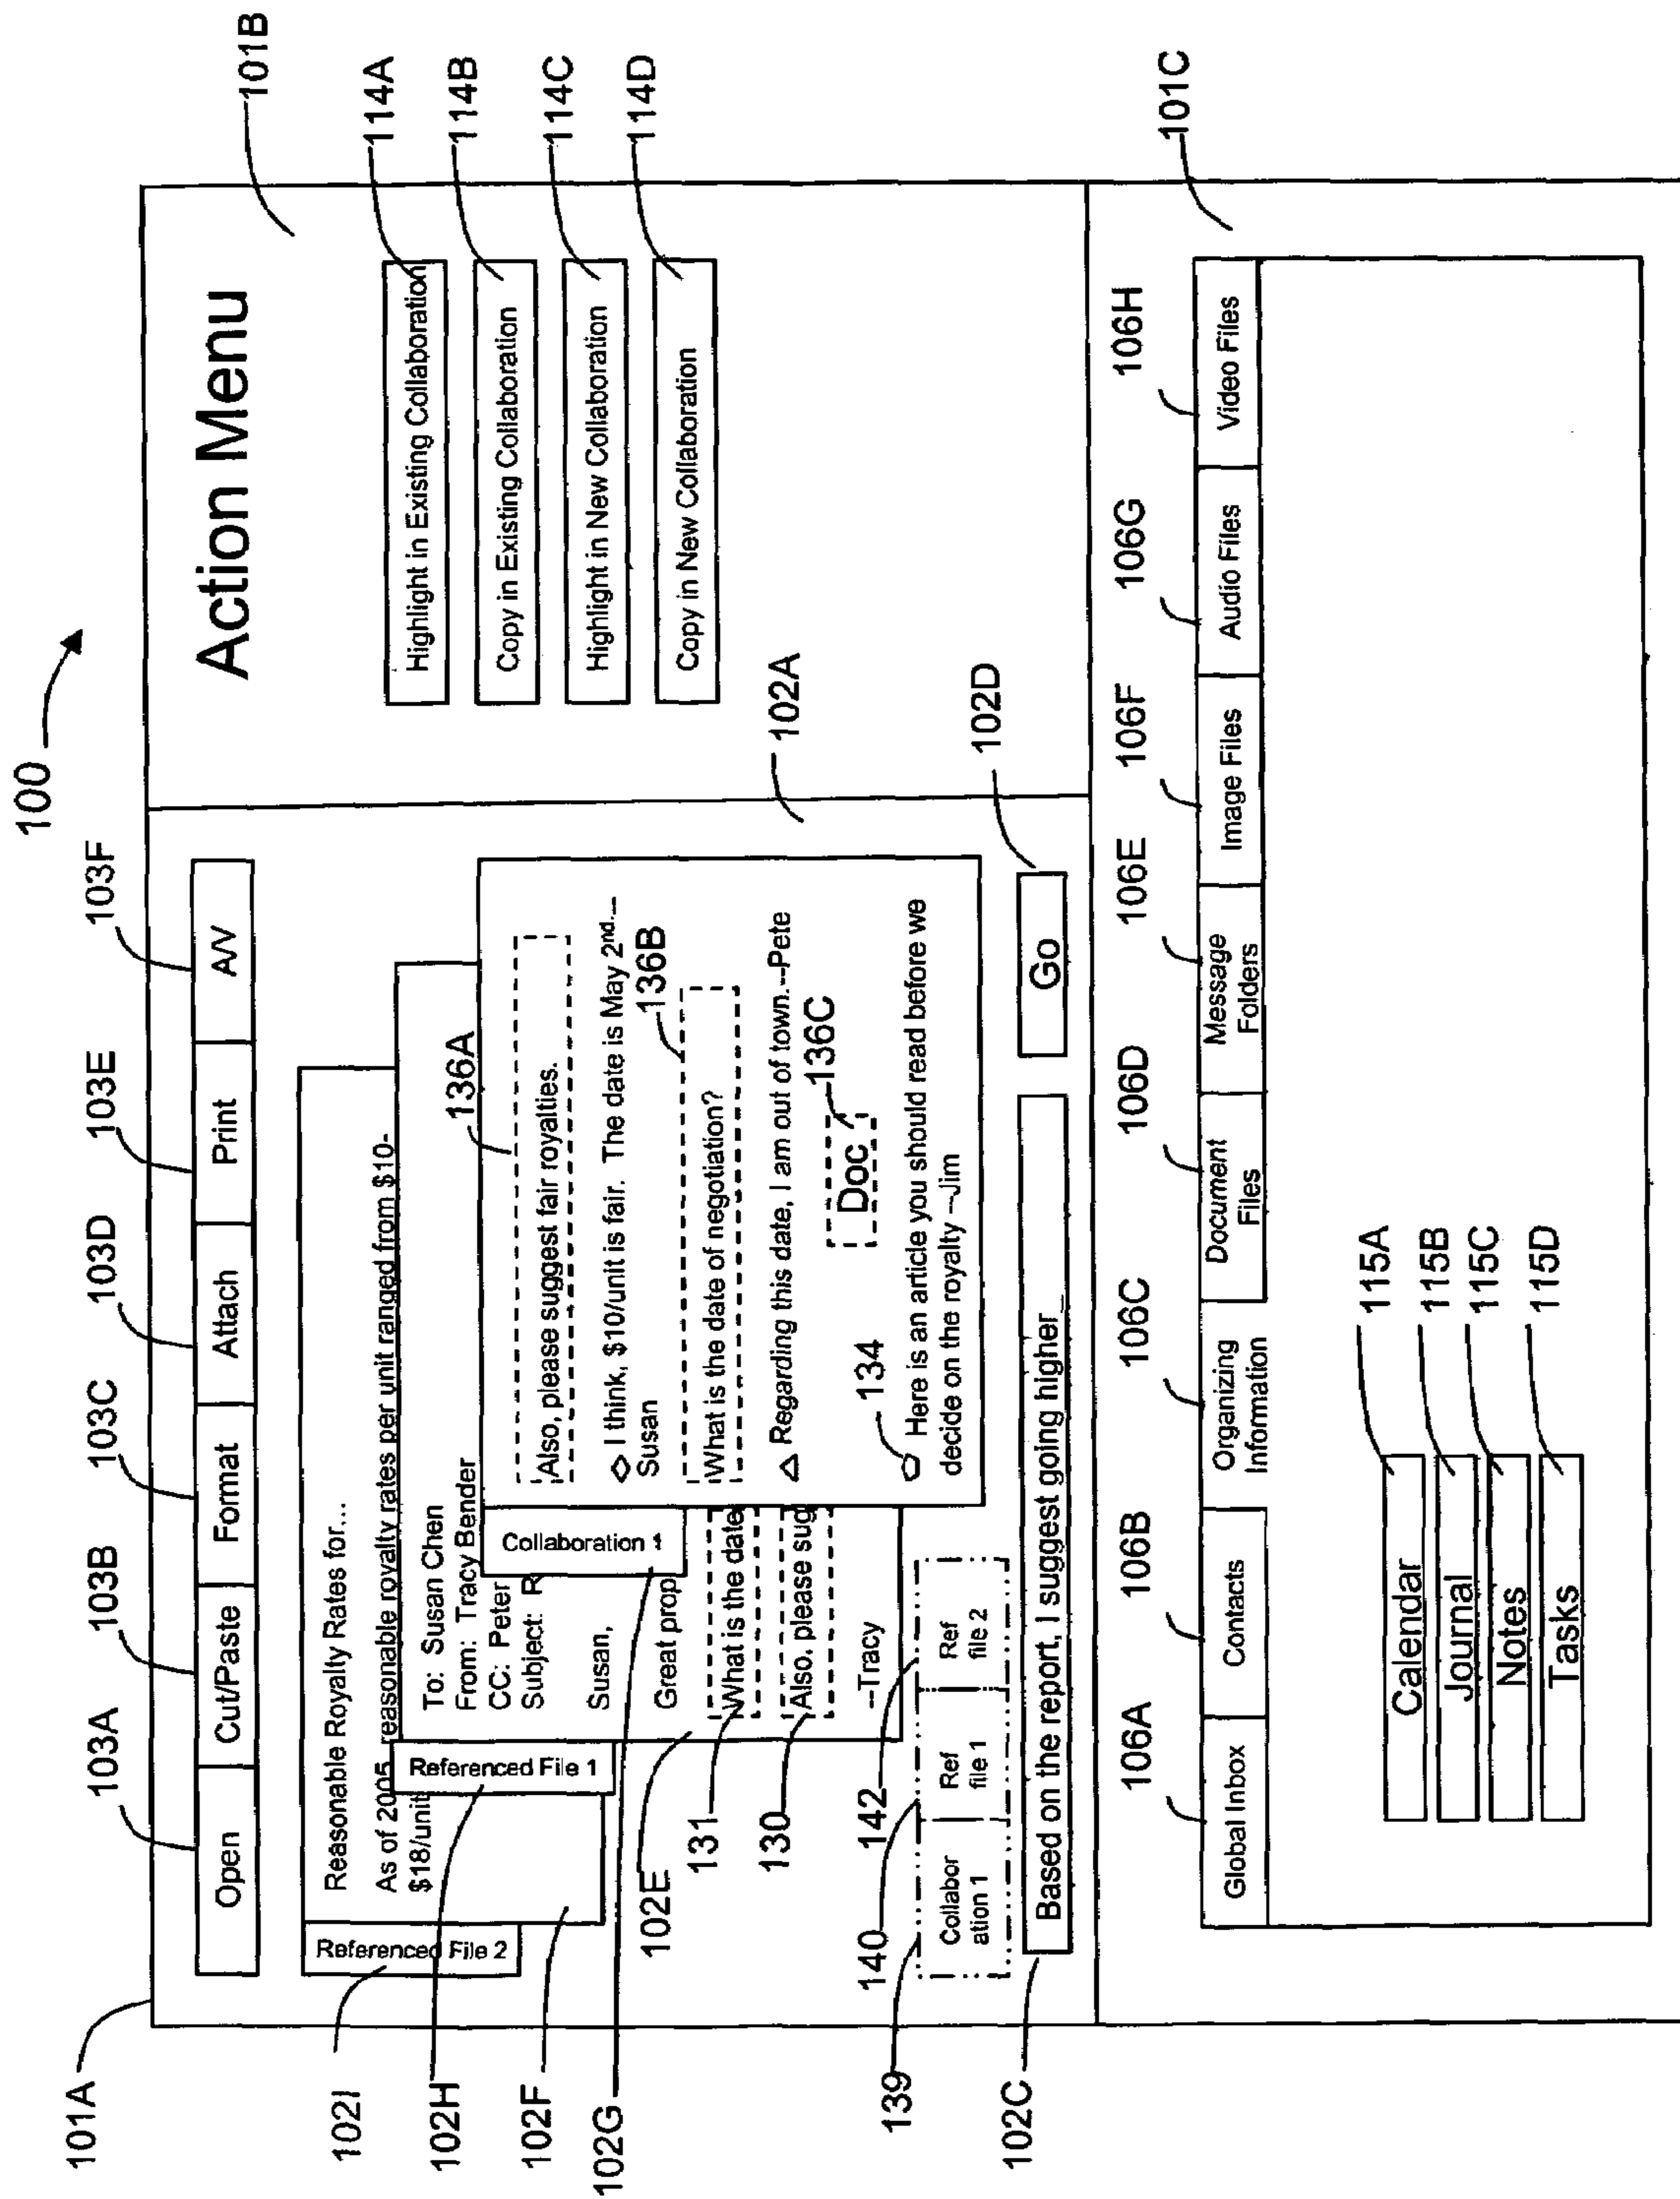 100
101A
101B
103A
103B
103C
103D
103E
103F
Open
Cut/Paste
Format
Attach
Print
A/V
Action Menu
114A
114B
114C
114D
Highlight in Existing Collaboration
Copy in Existing Collaboration
Highlight in New Collaboration
Copy in New Collaboration
102I
Referenced File 2
Reasonable Royalty Rates for...
As of 2005 reasonable royalty rates per unit ranged from $10-
$18/unit
102H
Referenced File 1
102F
To: Susan Chen
From: Tracy Bender
CC: Peter
Subject: R
Susan,
Great prop
What is the date
Also, please sug
--Tracy
102G
102E
131
130
Collaboration 1
136A
Also, please suggest fair royalties.
I think, $10/unit is fair. The date is May 2nd.--
Susan
136B
What is the date of negotiation?
Regarding this date, I am out of town.--Pete
Doc
136C
134
Here is an article you should read before we
decide on the royalty --Jim
102A
139
140
142
Collabor
ation 1
Ref
file 1
Ref
file 2
102C
Based on the report, I suggest going higher
Go
102D
101C
106A
106B
106C
106D
106E
106F
106G
106H
Global Inbox
Contacts
Organizing
Information
Document
Files
Message
Folders
Image Files
Audio Files
Video Files
Calendar
Journal
Notes
Tasks
115A
115B
115C
115D